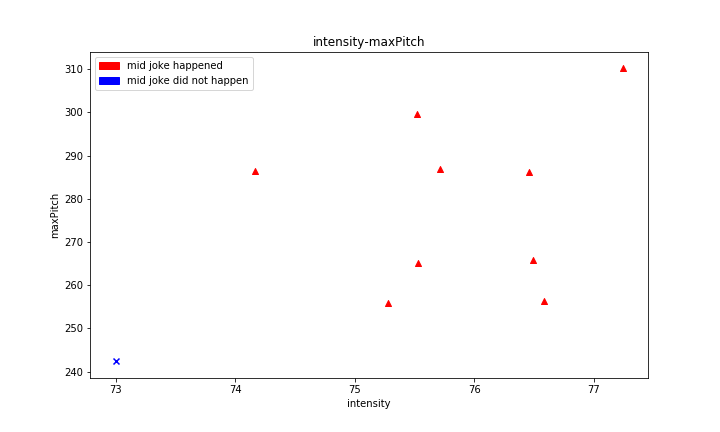 intensity-maxPitch
mid joke happened
mid joke did not happen
310
300
290
280
270
260
250
240
maxPitch
73 74 75 76 77
intensity